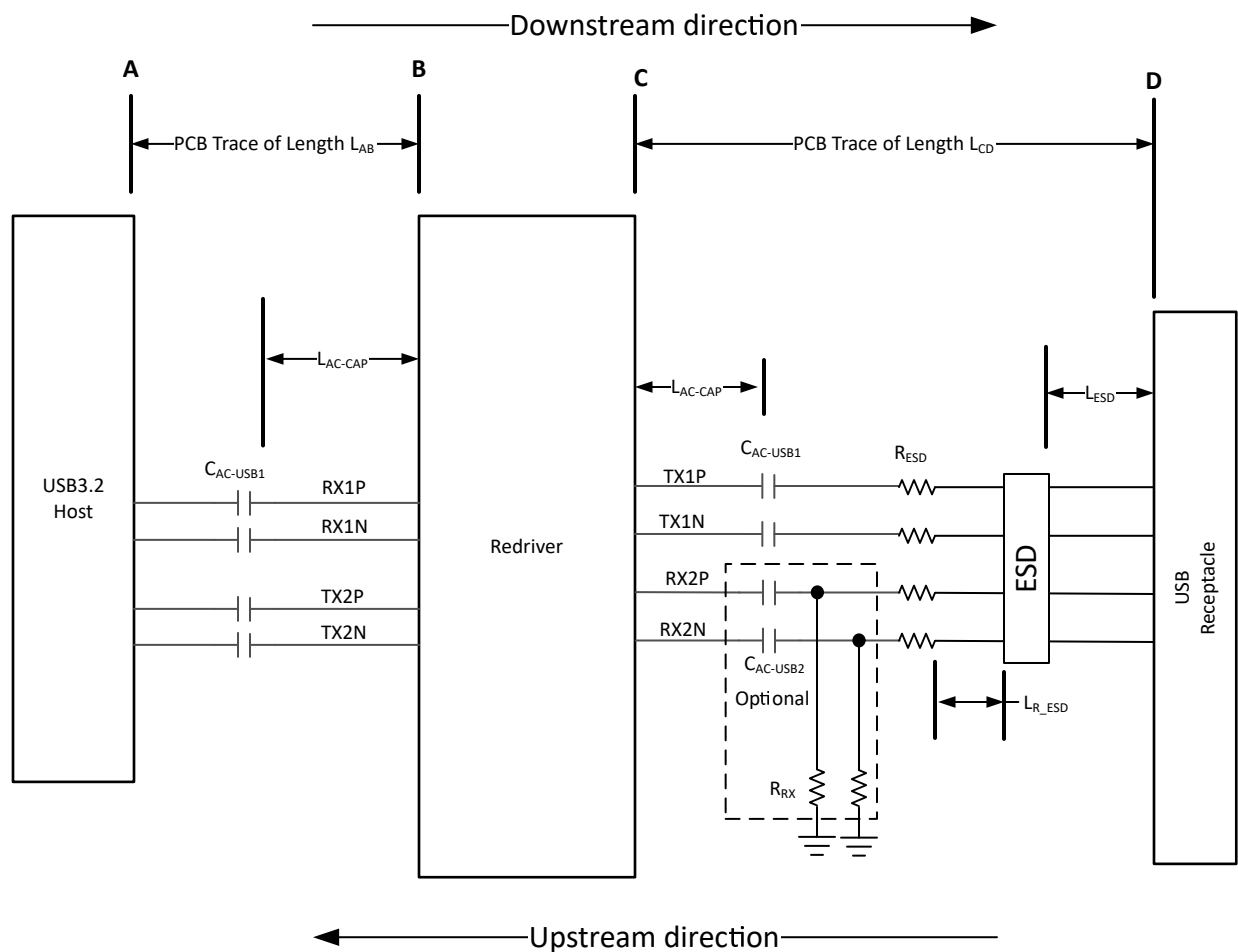 Downstream direction
A
B
C
D
PCB Trace of Length LAB
PCB Trace of Length LCD
LAC-CAP
LAC-CAP
LESD
CAC-USB1
CAC-USB1
RESD
USB3.2
Host
RX1P
RX1N
TX2P
TX2N
Redriver
TX1P
TX1N
RX2P
RX2N
CAC-USB2
Optional
RRX
ESD
LR_ESD
USB
Receptacle
Upstream direction